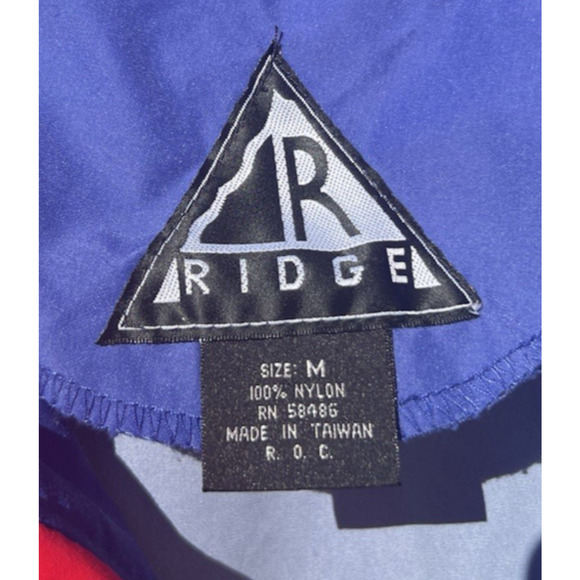 R
RIDGE
SIZE: M
100% NYLON
RN 58486
MADE IN TAIWAN
R. O. C.